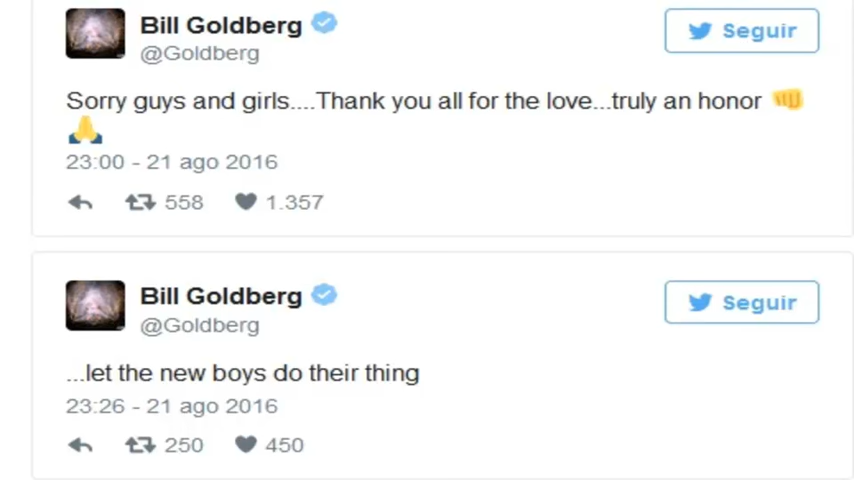 Bill Goldberg
Seguir
@Goldberg
Sorry guys and girls....Thank you all for the love...truly an honor 👊
🙏
23:00 - 21 ago 2016
558 1.357
Bill Goldberg
Seguir
@Goldberg
...let the new boys do their thing
23:26 - 21 ago 2016
250 450